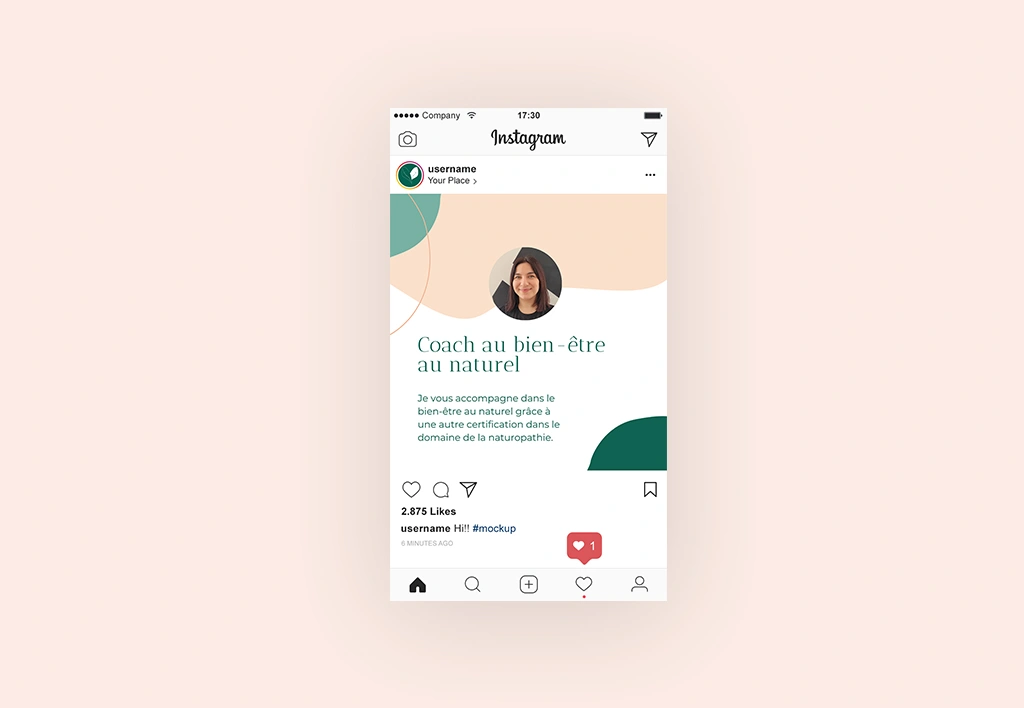 Company 17:30
Instagram
username
Your Place >
Coach au bien-être
au naturel
Je vous accompagne dans le
bien-être au naturel grâce à
une autre certification dans le
domaine de la naturopathie.
2.875 Likes
username Hi!! #mockup
6 MINUTES AGO
1